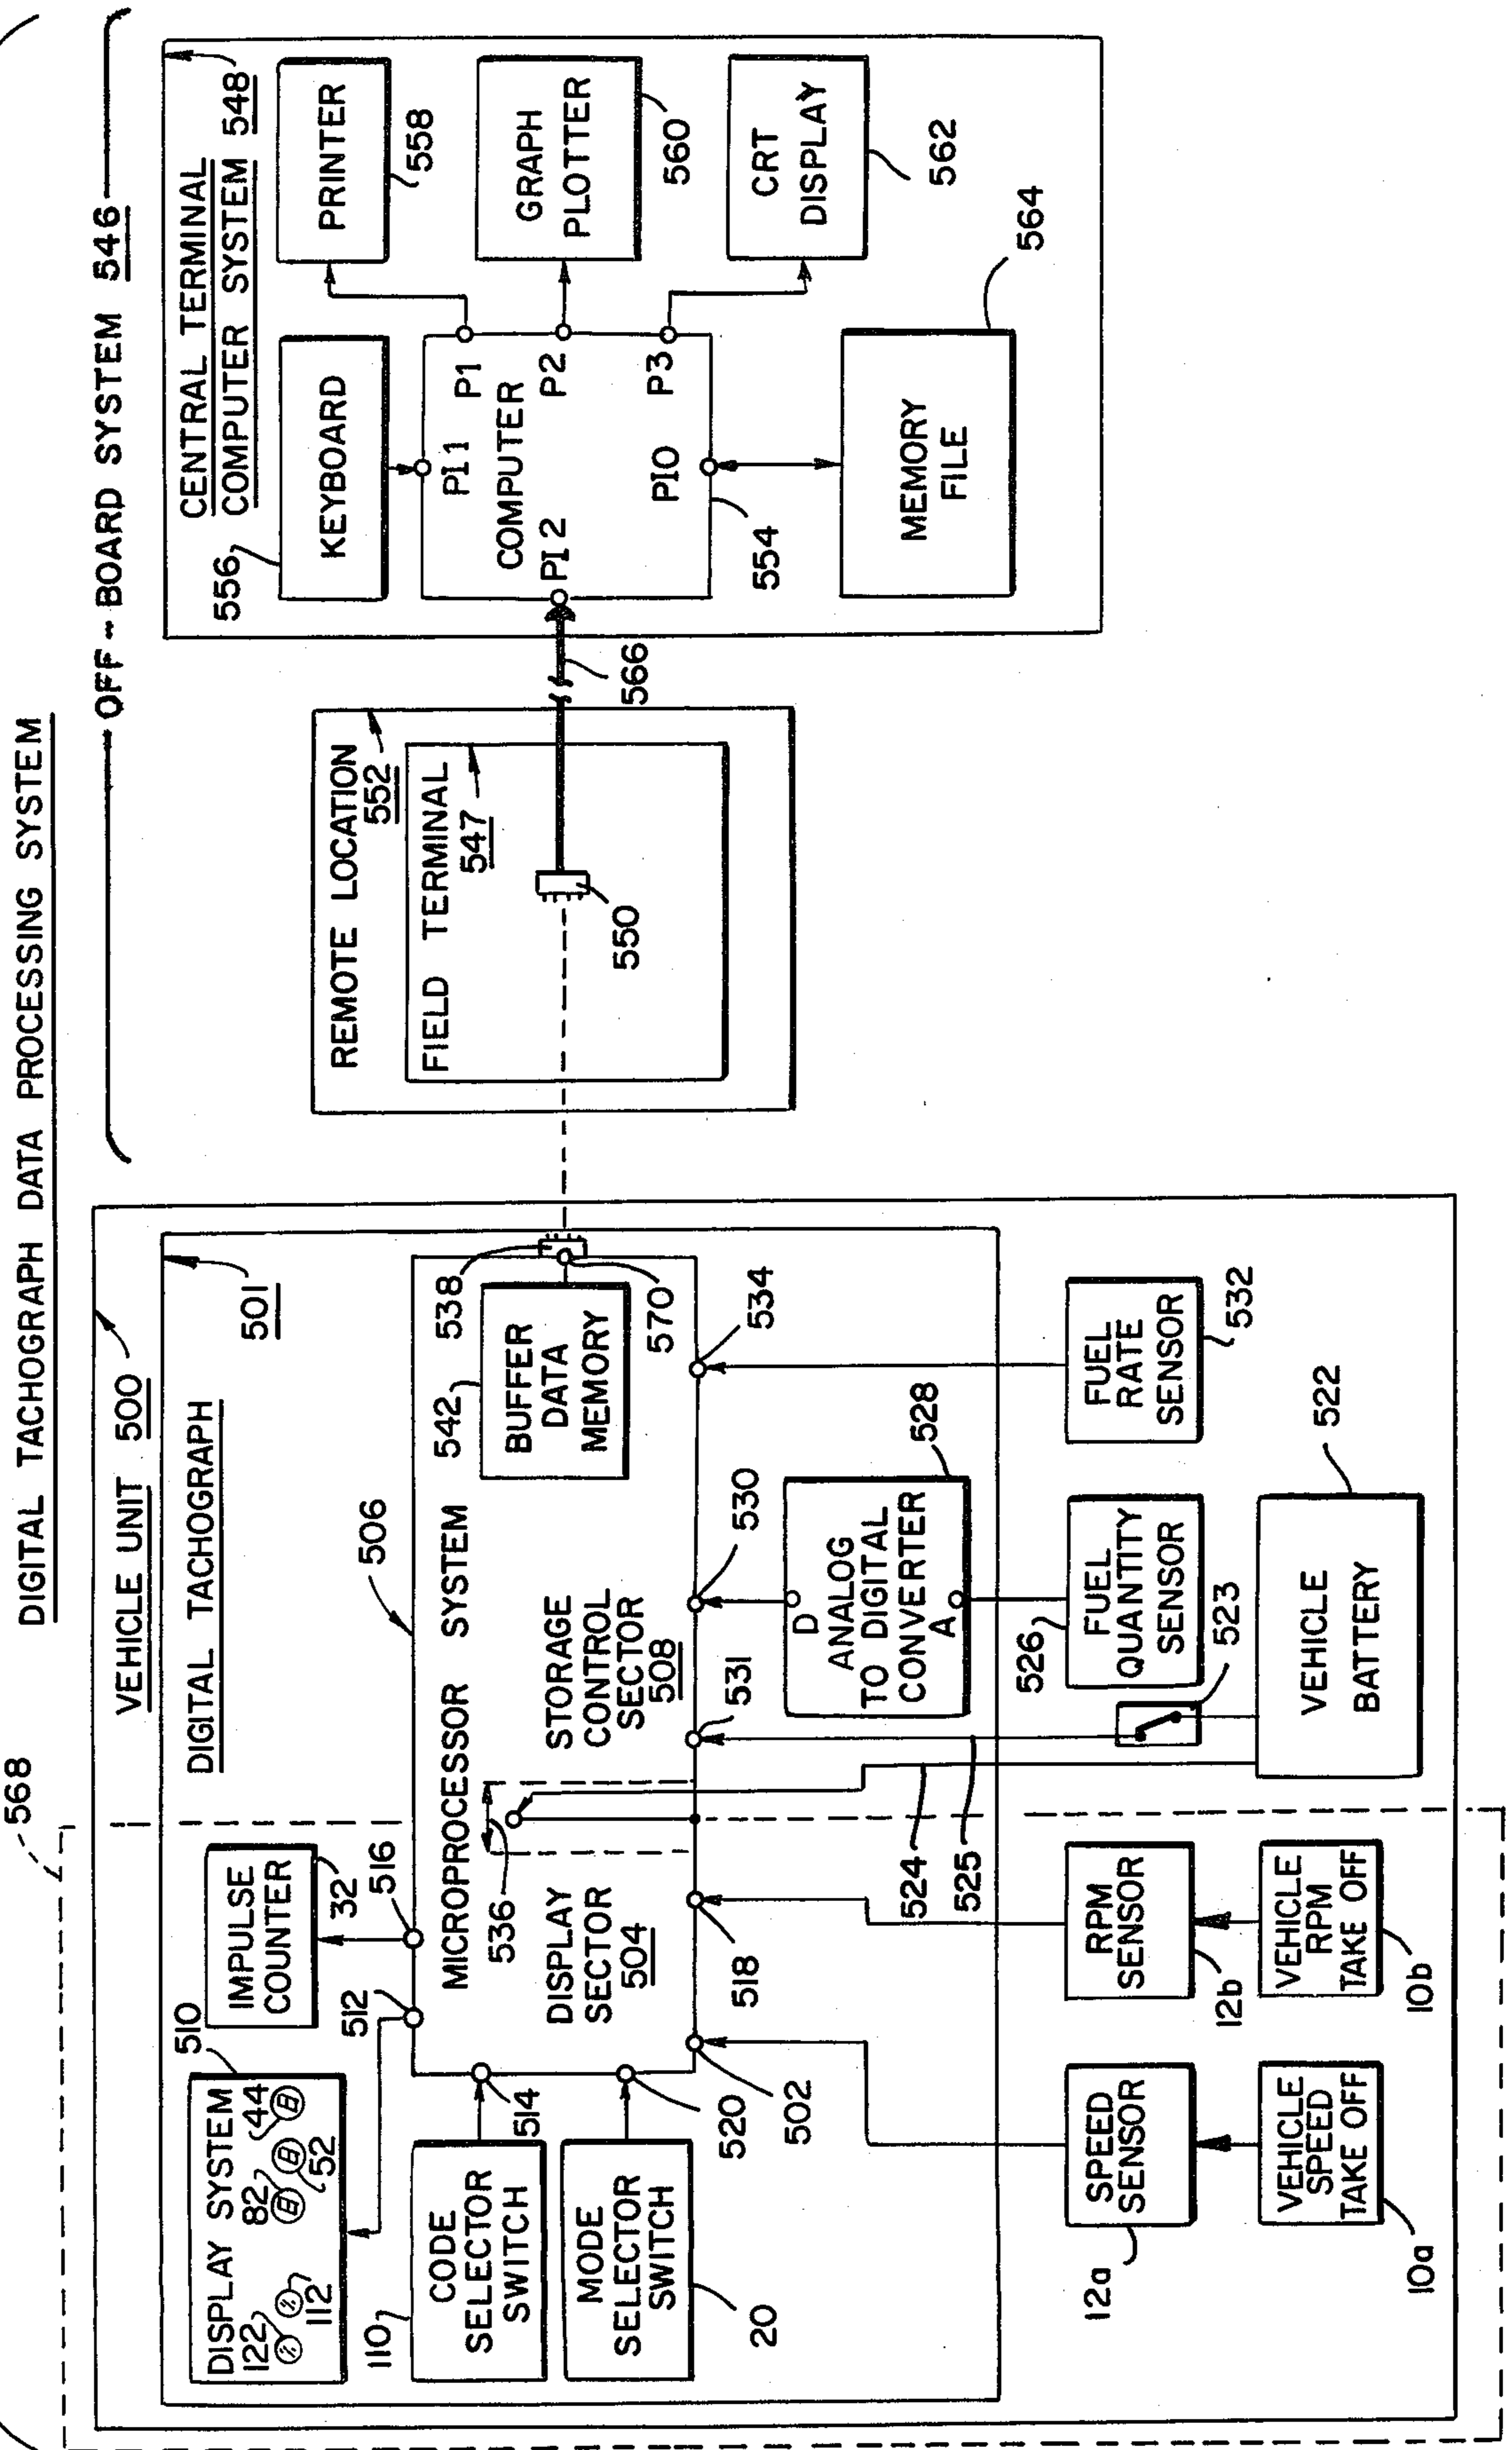 DIGITAL TACHOGRAPH DATA PROCESSING SYSTEM
568
VEHICLE UNIT 500
OFF-BOARD SYSTEM 546
DIGITAL TACHOGRAPH
501
DISPLAY SYSTEM
510
122
112
82
52
44
IMPULSE
COUNTER
32
516
512
506
CODE
SELECTOR
SWITCH
110
514
MODE
SELECTOR
SWITCH
20
520
502
518
MICROPROCESSOR SYSTEM
DISPLAY
SECTOR
504
536
STORAGE
CONTROL
SECTOR
508
BUFFER
DATA
MEMORY
542
538
570
534
531
530
D
ANALOG
TO DIGITAL
CONVERTER
A
528
524
525
SPEED
SENSOR
12a
VEHICLE
SPEED
TAKE OFF
10a
RPM
SENSOR
12b
VEHICLE
RPM
TAKE OFF
10b
FUEL
QUANTITY
SENSOR
526
523
VEHICLE
BATTERY
522
FUEL
RATE
SENSOR
532
REMOTE LOCATION
552
FIELD TERMINAL
547
550
566
CENTRAL TERMINAL
COMPUTER SYSTEM 548
KEYBOARD
556
PRINTER
558
GRAPH
PLOTTER
560
CRT
DISPLAY
562
PI1
P1
COMPUTER
PI2
P2
PIO
P3
554
MEMORY
FILE
564